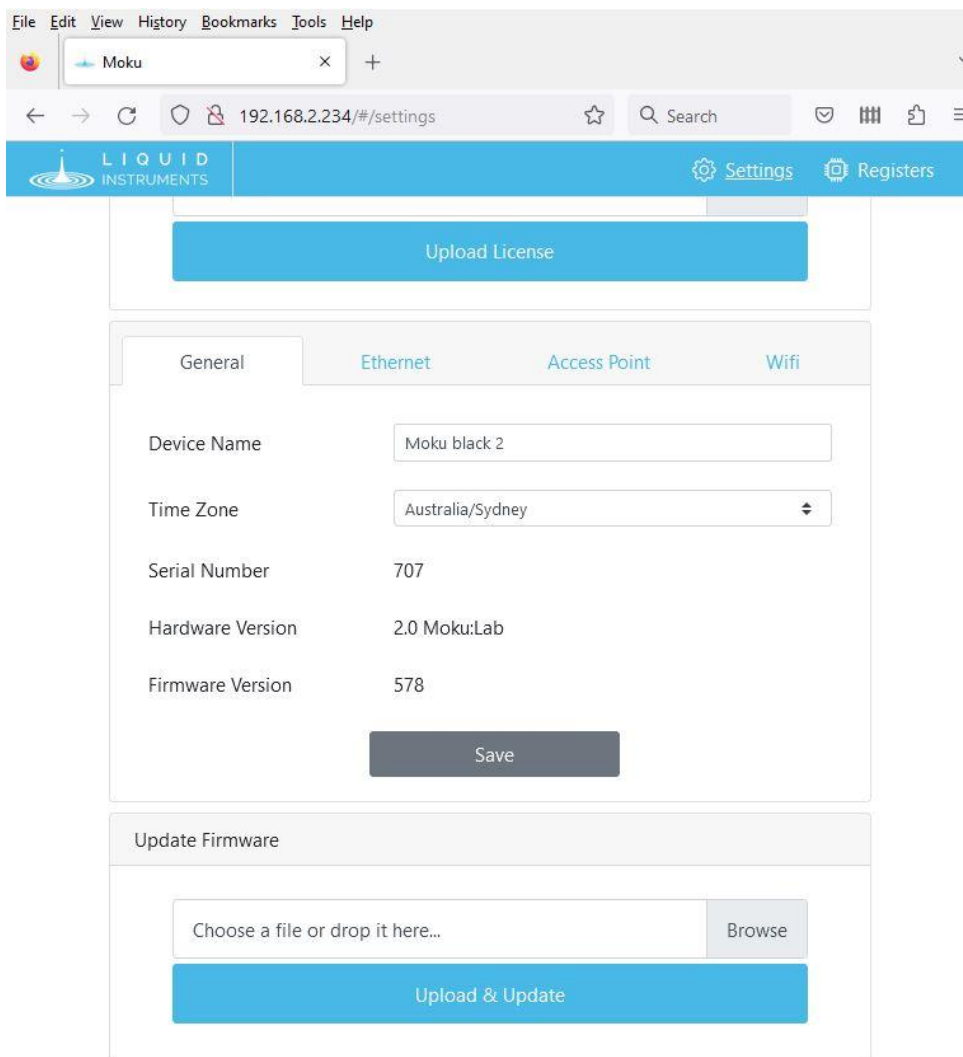 File Edit View History Bookmarks Tools Help
Moku
192.168.2.234/#/settings Search
LIQUID INSTRUMENTS Settings Registers
Upload License
General Ethernet Access Point Wifi
Device Name Moku black 2
Time Zone Australia/Sydney
Serial Number 707
Hardware Version 2.0 Moku:Lab
Firmware Version 578
Save
Update Firmware
Choose a file or drop it here... Browse
Upload & Update